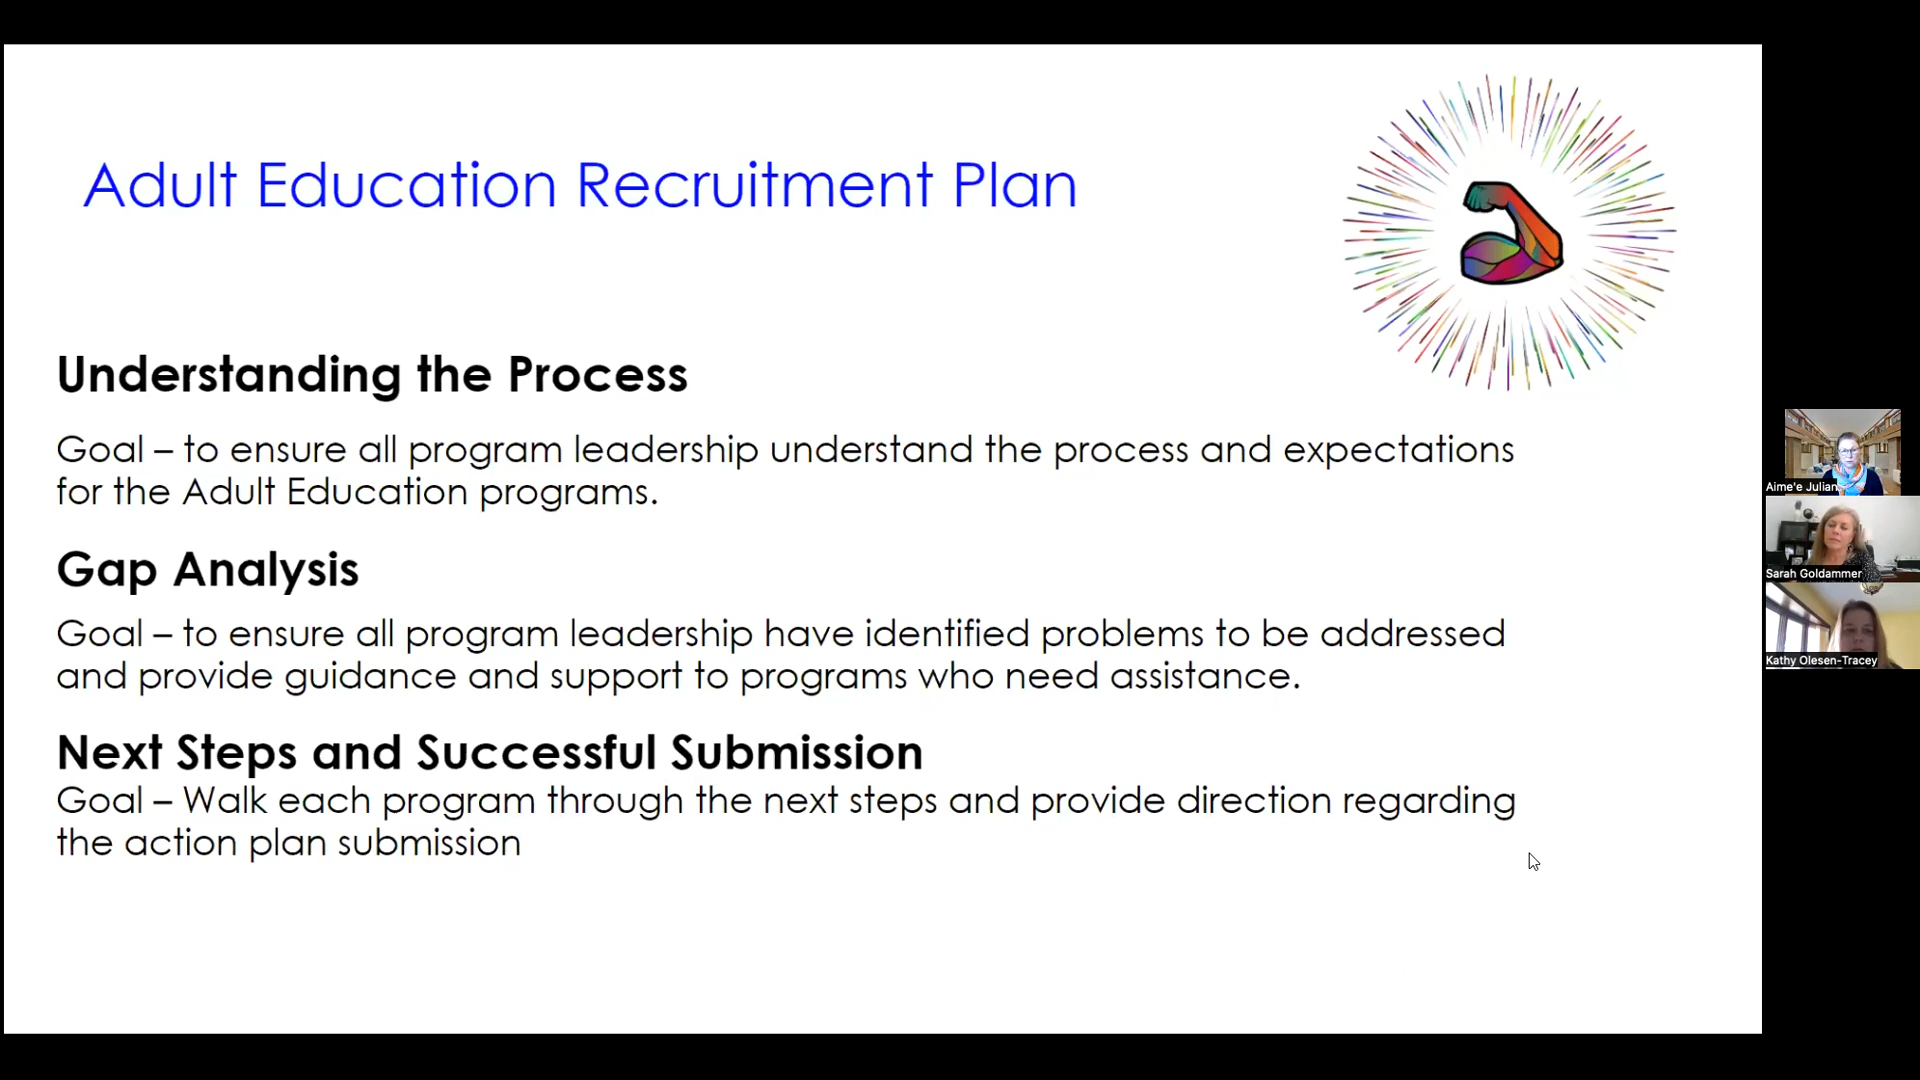 Adult Education Recruitment Plan
Understanding the Process
Goal – to ensure all program leadership understand the process and expectations
for the Adult Education programs.
Gap Analysis
Goal – to ensure all program leadership have identified problems to be addressed
and provide guidance and support to programs who need assistance.
Next Steps and Successful Submission
Goal – Walk each program through the next steps and provide direction regarding
the action plan submission
Aime'e Julian
Sarah Goldammer
Kathy Olesen-Tracey